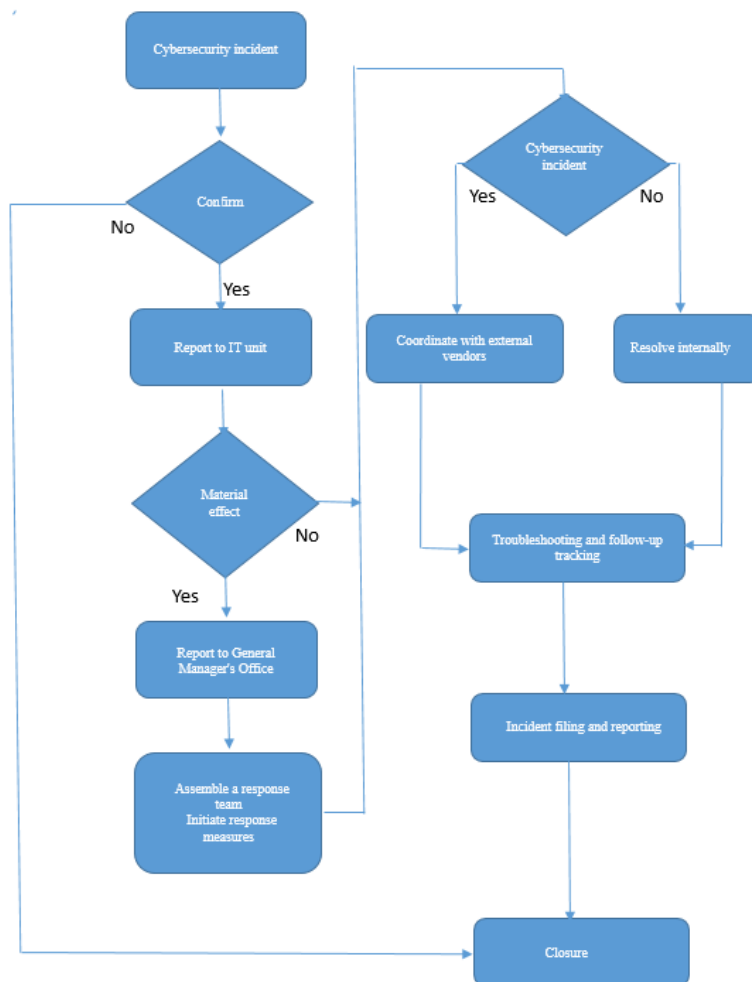 Cybersecurity incident
Confirm
No
Yes
Report to IT unit
Material
effect
No
Yes
Report to General
Manager's Office
Assemble a response
team
Initiate response
measures
Cybersecurity
incident
Yes
No
Coordinate with external
vendors
Resolve internally
Troubleshooting and follow-up
tracking
Incident filing and reporting
Closure